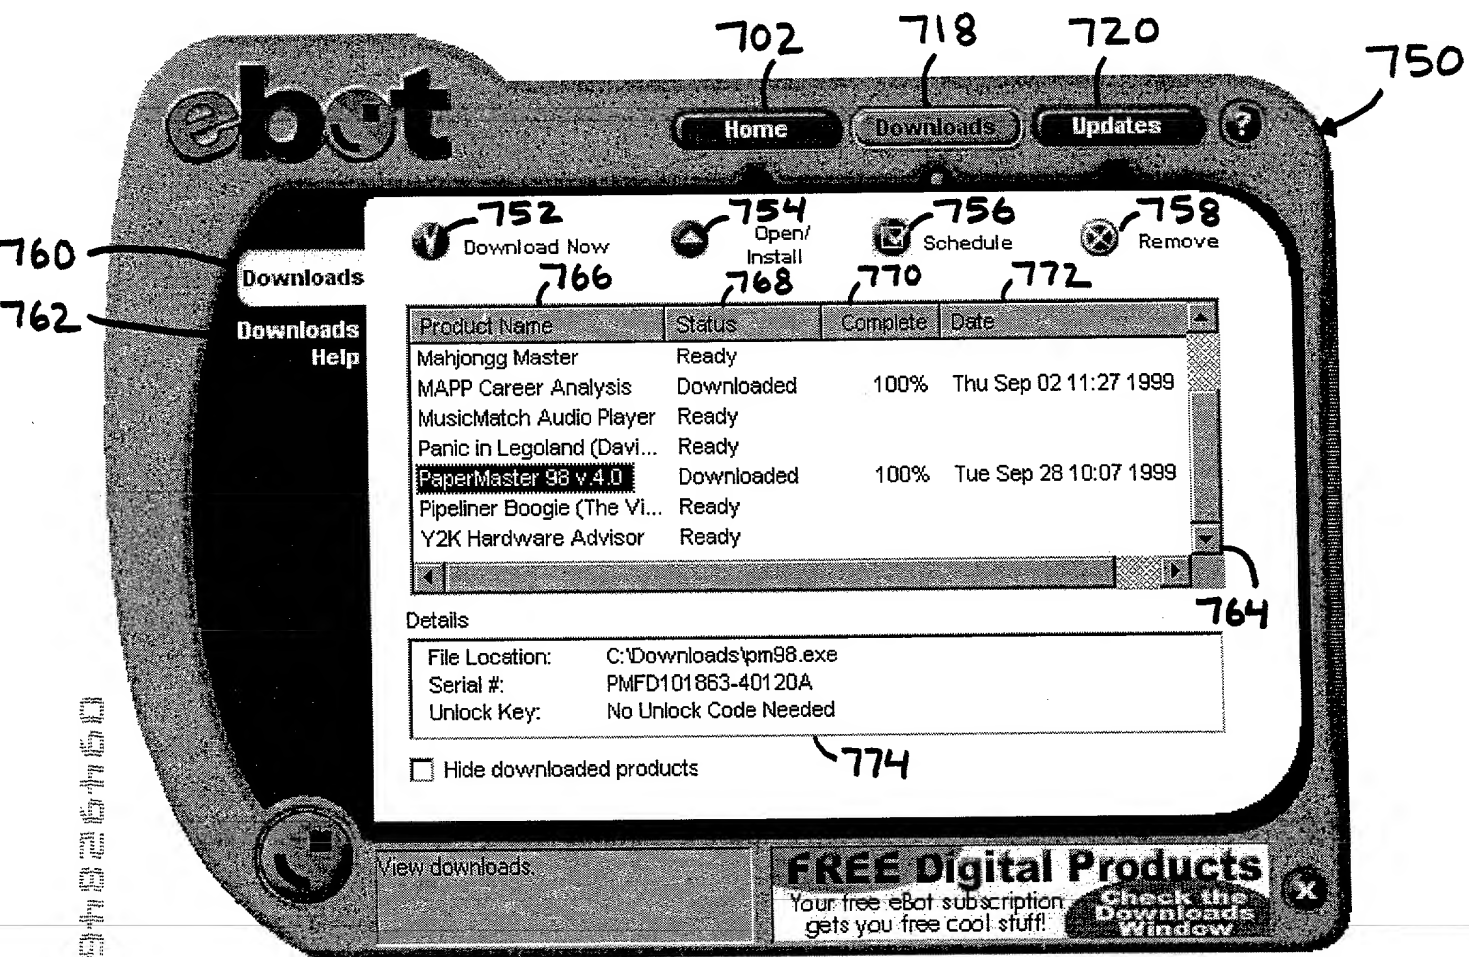 702 718 720 750
ebot
Home Downloads Updates ?
752 754 756 758
Download Now Open/ Install Schedule Remove
760
Downloads
762
Downloads
Help
766 768 770 772
Product Name Status Complete Date
Mahjongg Master Ready
MAPP Career Analysis Downloaded 100% Thu Sep 02 11:27 1999
MusicMatch Audio Player Ready
Panic in Legoland (Davi... Ready
PaperMaster 98 v.4.0 Downloaded 100% Tue Sep 28 10:07 1999
Pipeliner Boogie (The Vi... Ready
Y2K Hardware Advisor Ready
764
Details
File Location: C:\Downloads\pm98.exe
Serial #: PMFD101863-40120A
Unlock Key: No Unlock Code Needed
774
Hide downloaded products
View downloads.
FREE Digital Products
Your free eBot subscription
gets you free cool stuff!
Check the
Downloads
Window
X